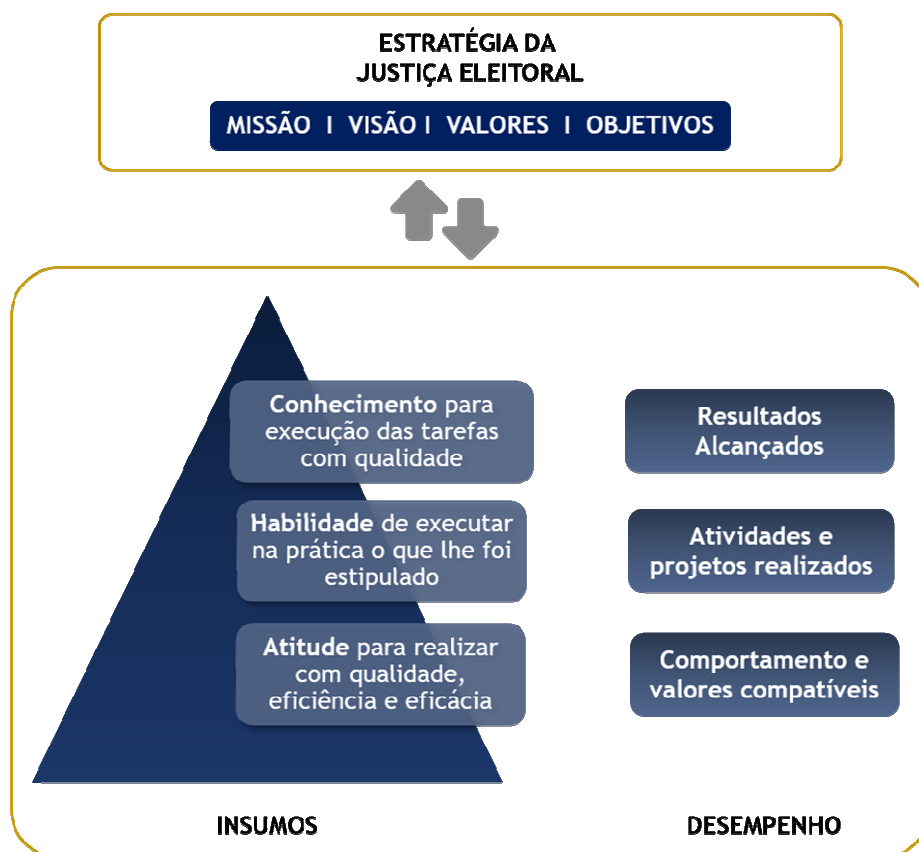 ESTRATÉGIA DA
JUSTIÇA ELEITORAL
MISSÃO I VISÃO I VALORES I OBJETIVOS
Conhecimento para
execução das tarefas
com qualidade
Habilidade de executar
na prática o que lhe foi
estipulado
Atitude para realizar
com qualidade,
eficiência e eficácia
INSUMOS
Resultados
Alcançados
Atividades e
projetos realizados
Comportamento e
valores compatíveis
DESEMPENHO